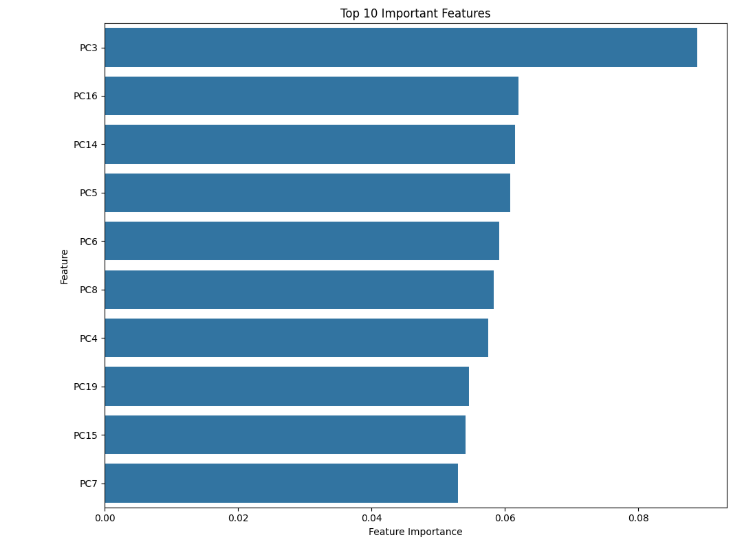 Top 10 Important Features
PC3
PC16
PC14
PC5
PC6
PC8
PC4
PC19
PC15
PC7
Feature
0.00 0.02 0.04 0.06 0.08
Feature Importance